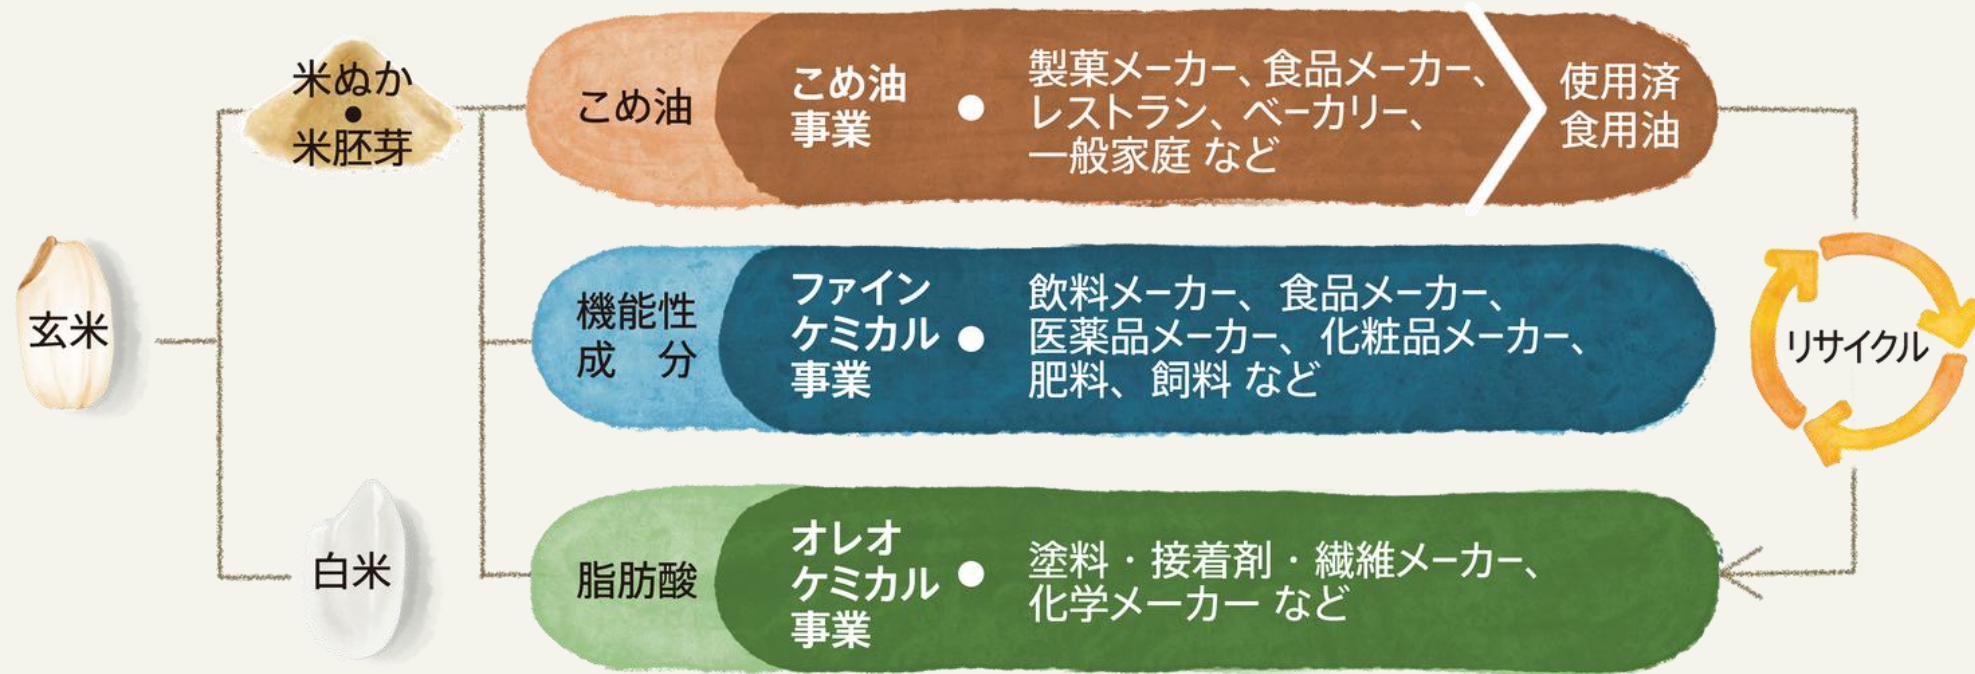 玄米
米ぬか
・
米胚芽
白米
こめ油
こめ油
事業
●
製菓メーカー、食品メーカー、
レストラン、ベーカリー、
一般家庭 など
使用済
食用油
機能性
成　分
ファイン
ケミカル
事業
●
飲料メーカー、食品メーカー、
医薬品メーカー、化粧品メーカー、
肥料、飼料 など
脂肪酸
オレオ
ケミカル
事業
●
塗料・接着剤・繊維メーカー、
化学メーカー など
リサイクル